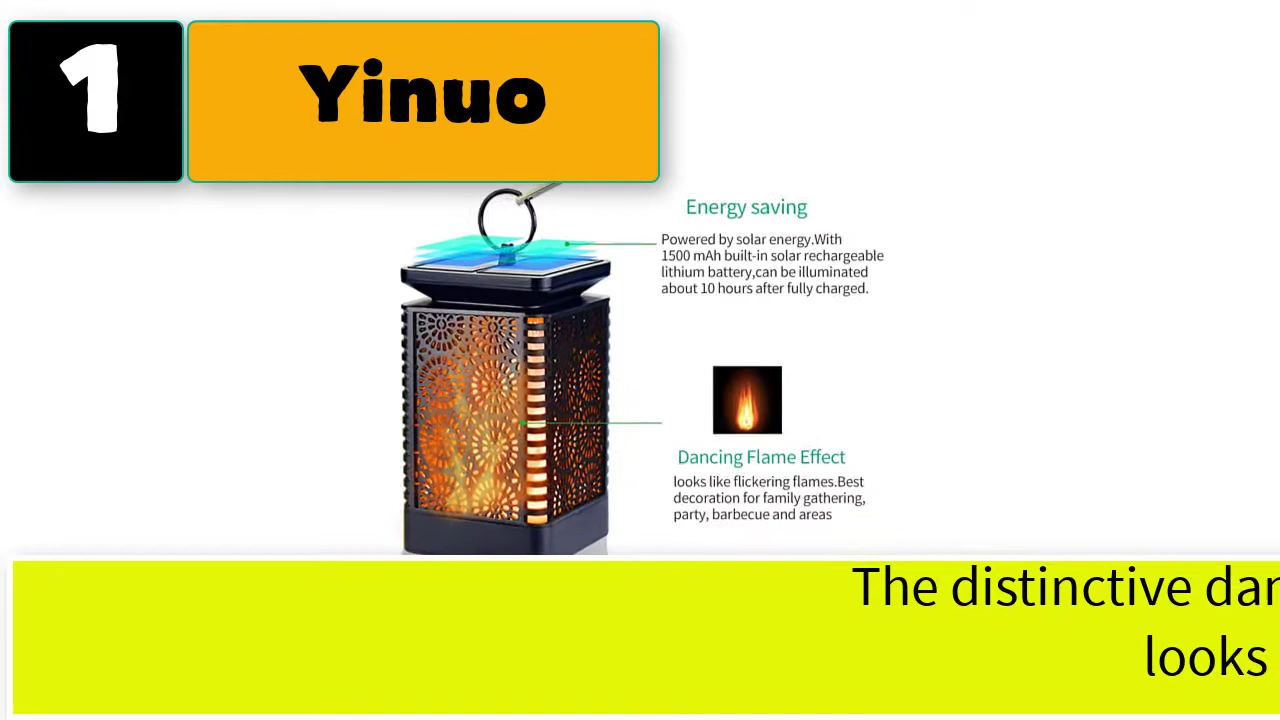 1
Yinuo
Energy saving
Powered by solar energy.With
1500 mAh built-in solar rechargeable
lithium battery,can be illuminated
about 10 hours after fully charged.
Dancing Flame Effect
looks like flickering flames.Best
decoration for family gathering,
party, barbecue and areas
The distinctive
looks